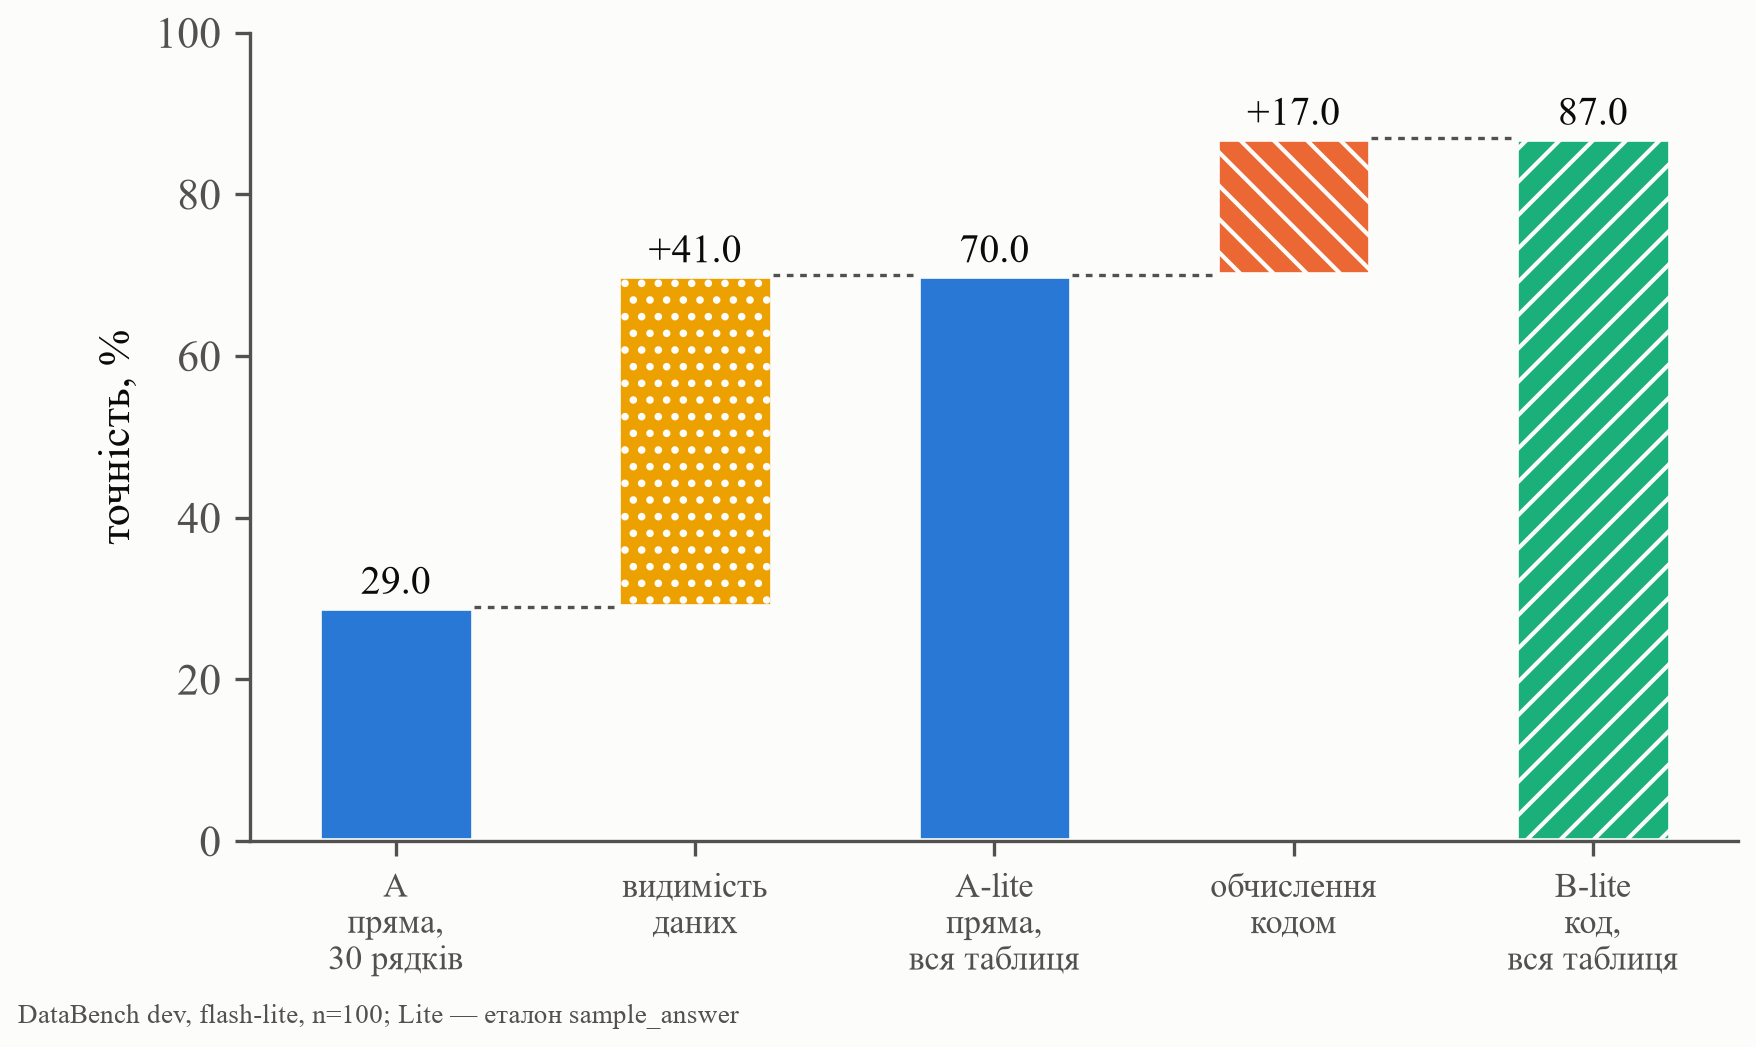 100
80
60
40
20
0
точність, %
29.0
+41.0
70.0
+17.0
87.0
A
пряма,
30 рядків
видимість
даних
A-lite
пряма,
вся таблиця
обчислення
кодом
B-lite
код,
вся таблиця
DataBench dev, flash-lite, n=100; Lite — еталон sample_answer